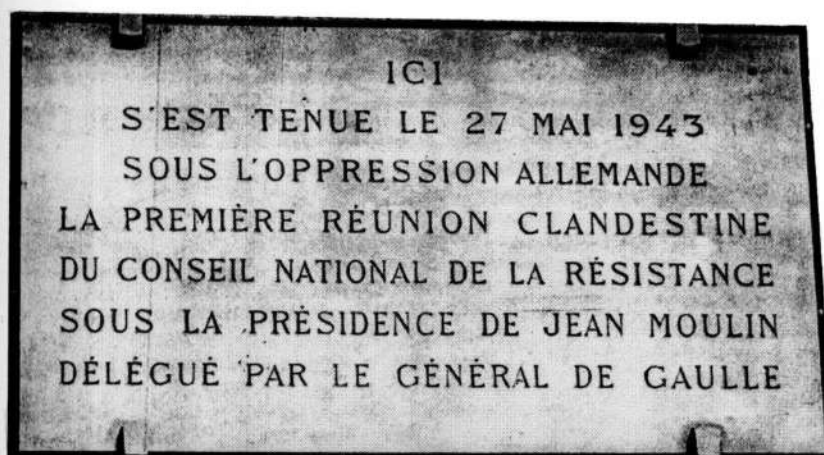 ICI
S'EST TENUE LE 27 MAI 1943
SOUS L'OPPRESSION ALLEMANDE
LA PREMIÈRE RÉUNION CLANDESTINE
DU CONSEIL NATIONAL DE LA RÉSISTANCE
SOUS LA PRÉSIDENCE DE JEAN MOULIN
DÉLÉGUÉ PAR LE GÉNÉRAL DE GAULLE